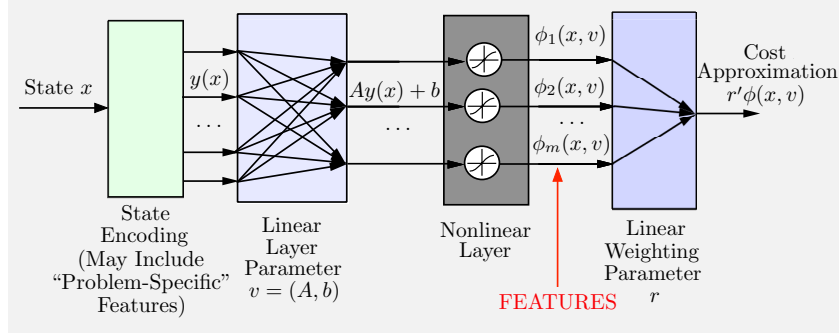 State x
y(x)
. . .
Ay(x) + b
. . .
ϕ₁(x, v)
ϕ₂(x, v)
. . .
ϕₘ(x, v)
Cost
Approximation
r′ϕ(x, v)
State
Encoding
(May Include
“Problem-Specific”
Features)
Linear
Layer
Parameter
v = (A, b)
Nonlinear
Layer
FEATURES
Linear
Weighting
Parameter
r